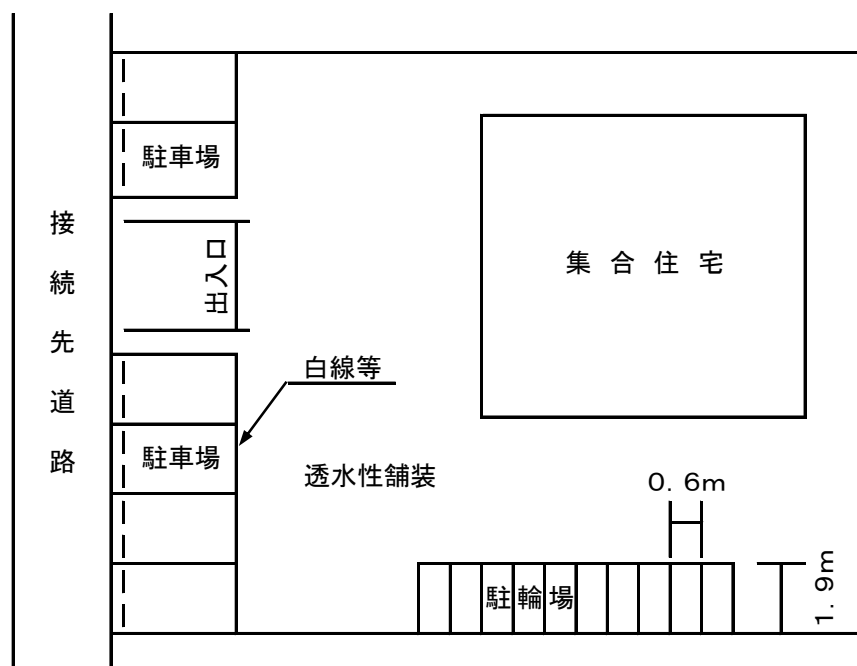 接続先道路
駐車場
出入口
集合住宅
白線等
駐車場
透水性舗装
0.6m
駐輪場
1.9m